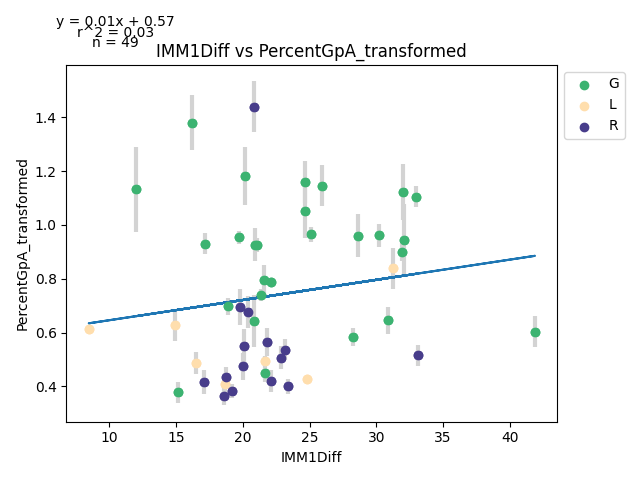 y = 0.01x + 0.57
r^2 = 0.03
n = 49
IMM1Diff vs PercentGpA_transformed
G
L
R
PercentGpA_transformed
1.4
1.2
1.0
0.8
0.6
0.4
10 15 20 25 30 35 40
IMM1Diff